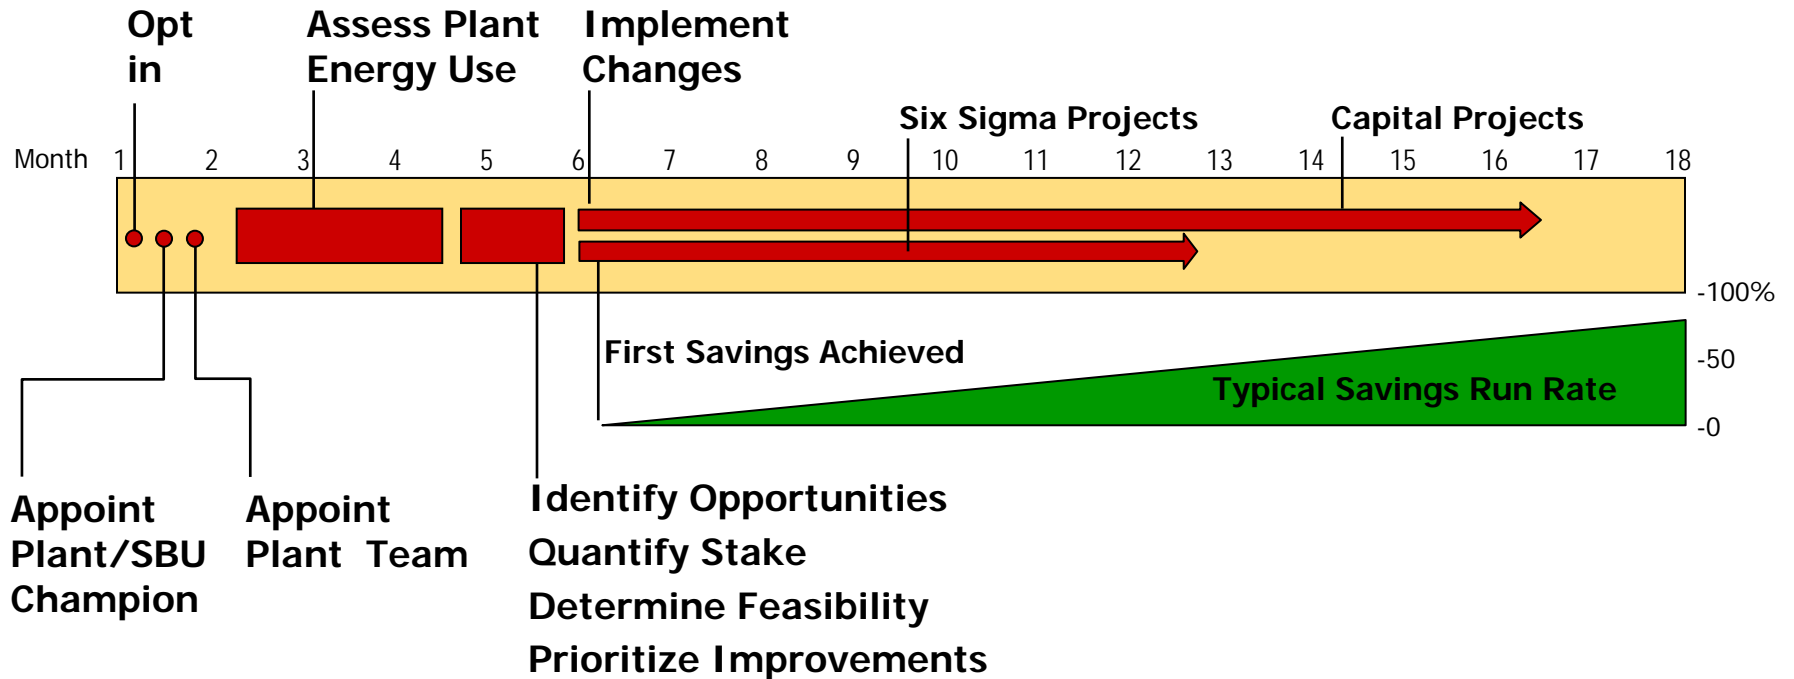 Opt
in
Assess Plant
Energy Use
Implement
Changes
Six Sigma Projects
Capital Projects
Month 1 2 3 4 5 6 7 8 9 10 11 12 13 14 15 16 17 18
-100%
First Savings Achieved
-50
Typical Savings Run Rate
-0
Appoint
Plant/SBU
Champion
Appoint
Plant Team
Identify Opportunities
Quantify Stake
Determine Feasibility
Prioritize Improvements